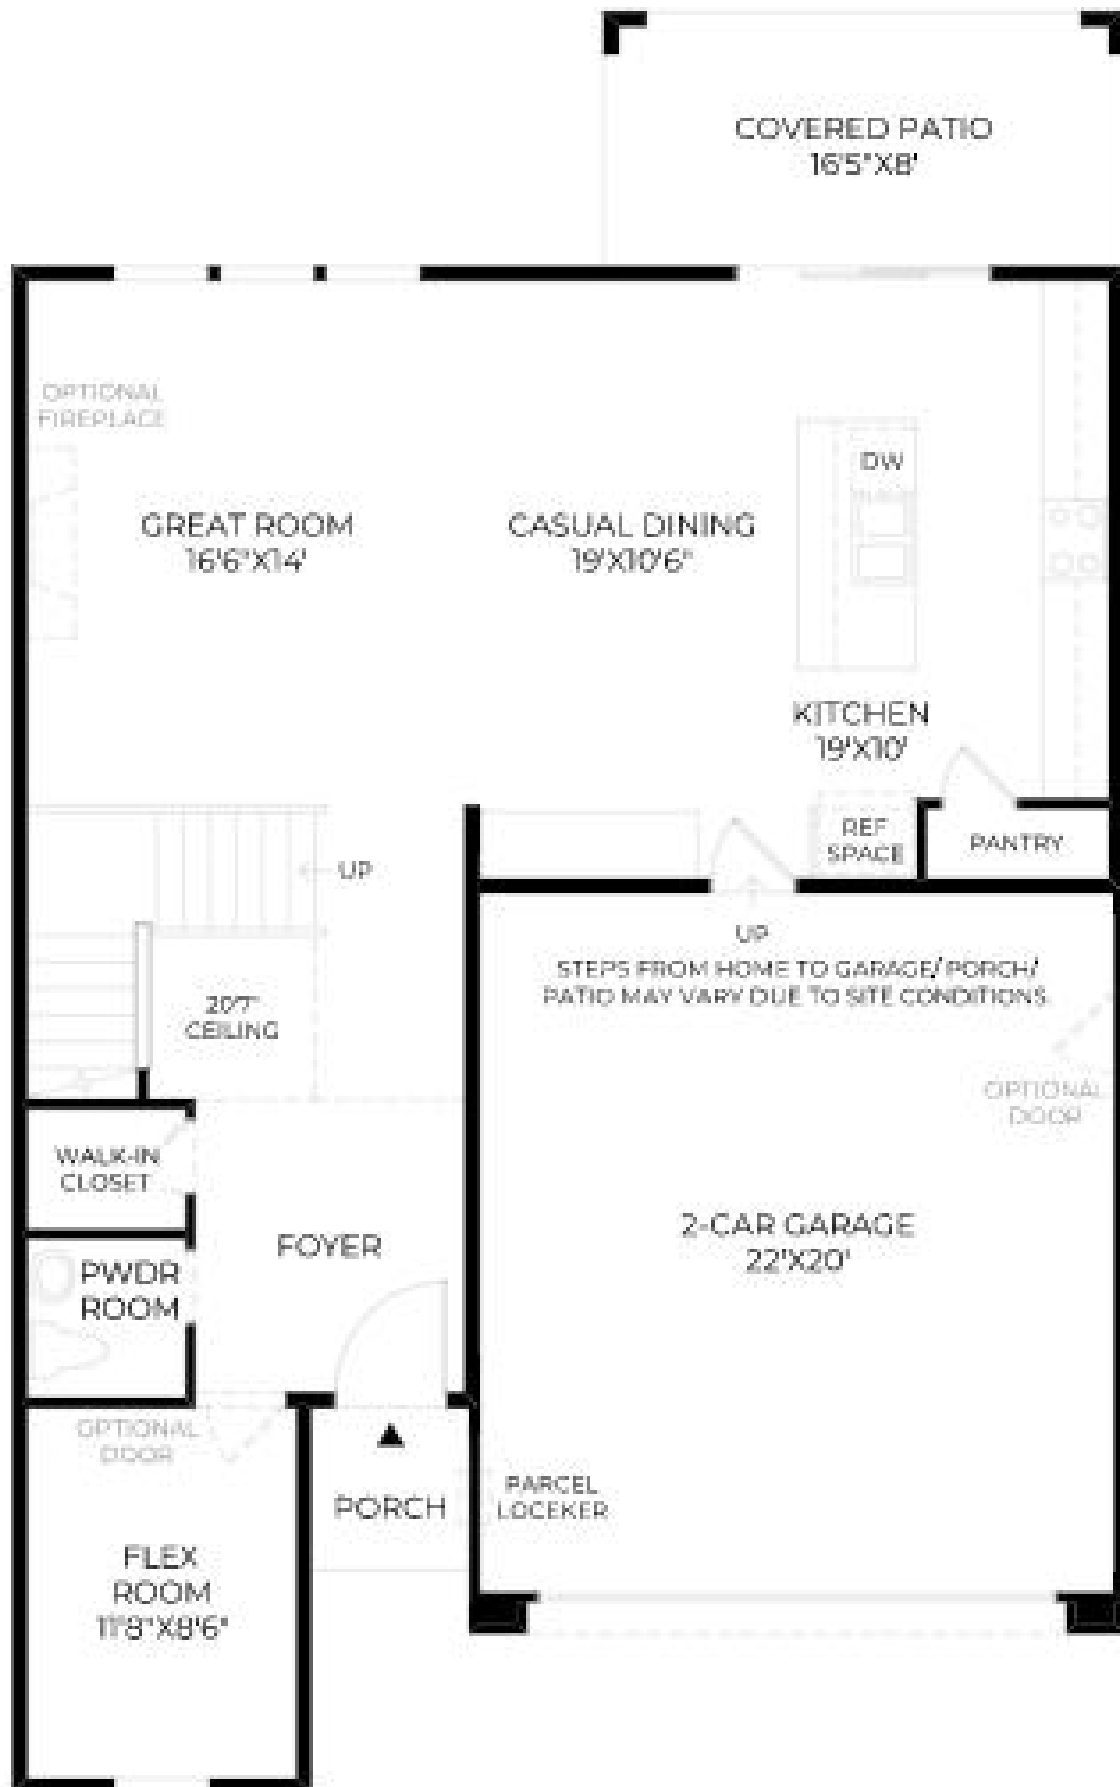 COVERED PATIO
16'5"X8'
OPTIONAL
FIREPLACE
DW
GREAT ROOM
16'6"X14'
CASUAL DINING
19'X10'6"
KITCHEN
19'X10'
REF
SPACE
PANTRY
UP
UP
STEPS FROM HOME TO GARAGE/ PORCH/
PATIO MAY VARY DUE TO SITE CONDITIONS
20'7"
CEILING
OPTIONAL
DOOR
WALK-IN
CLOSET
FOYER
2-CAR GARAGE
22'X20'
PWDR
ROOM
OPTIONAL
DOOR
PORCH
PARCEL
LOCEKER
FLEX
ROOM
11'8"X8'6"